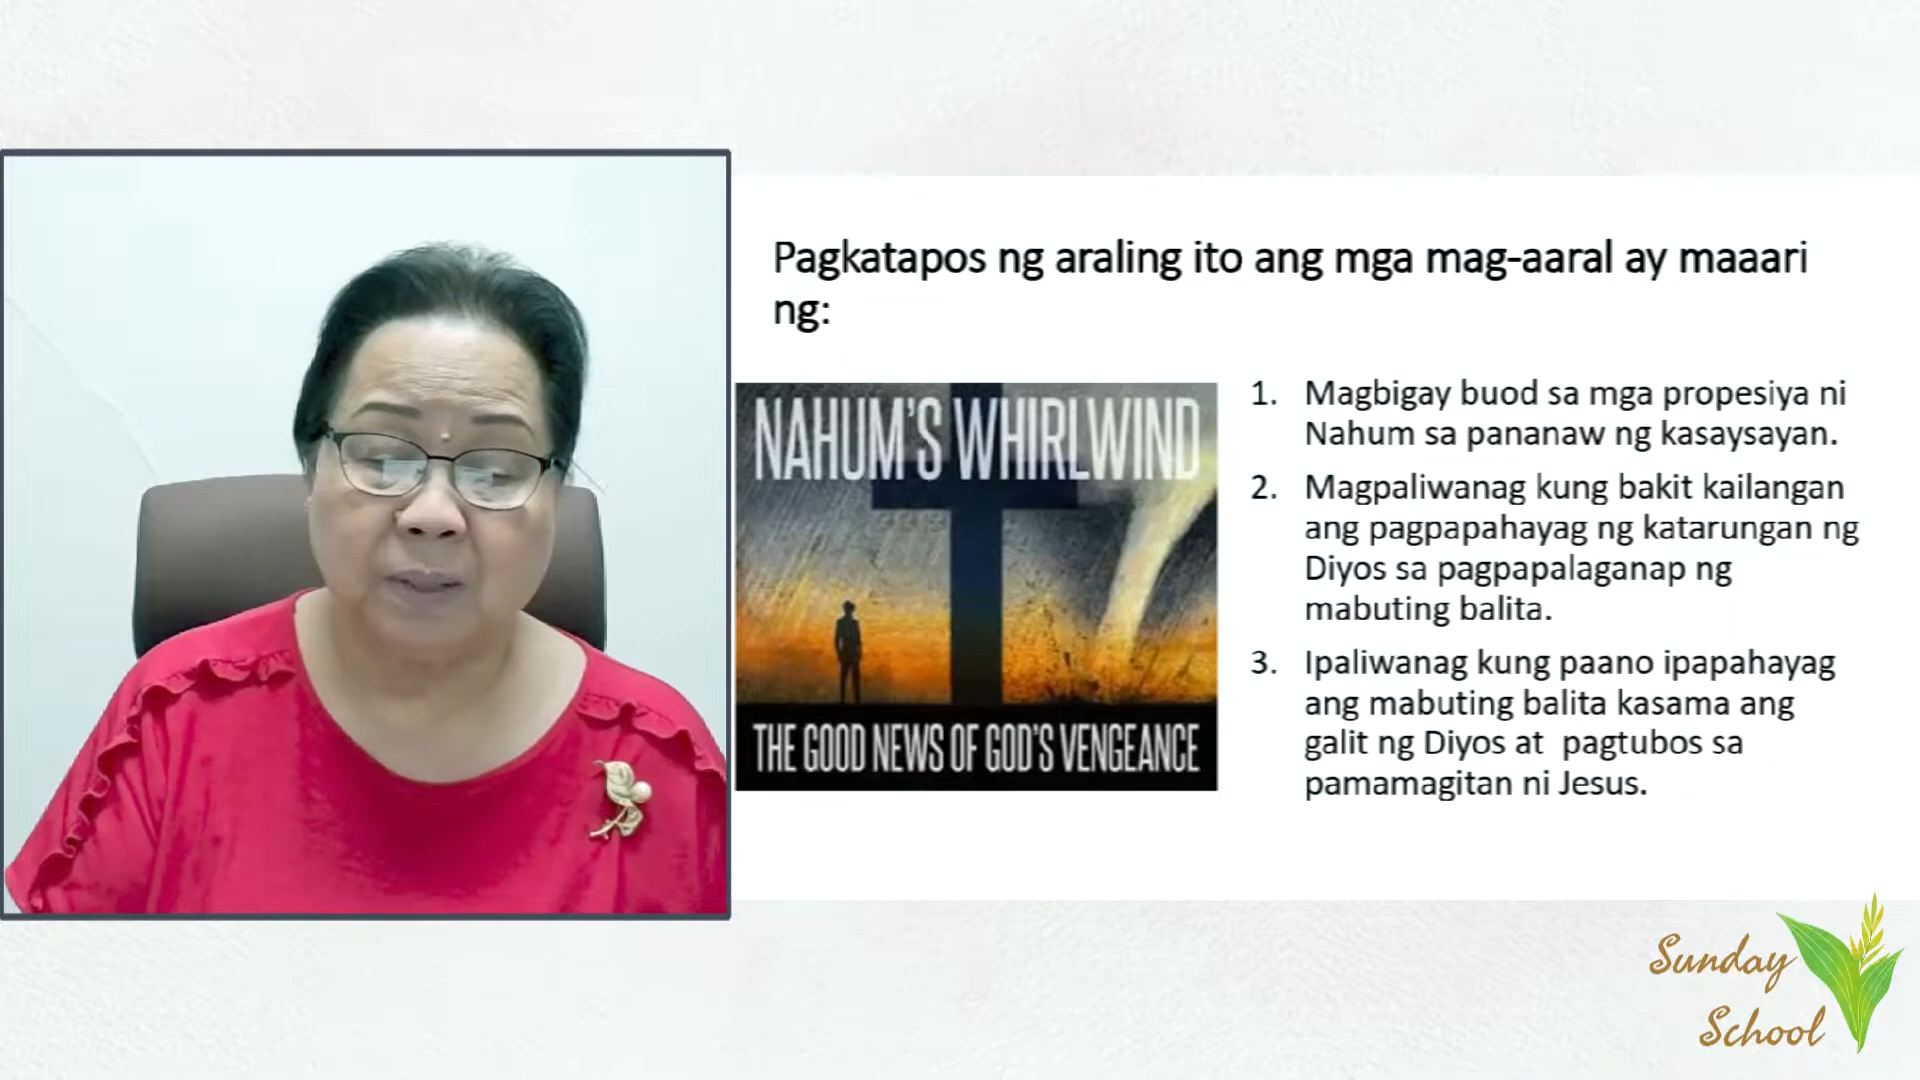 Pagkatapos ng araling ito ang mga mag-aaral ay maaari
ng:
NAHUM'S WHIRLWIND
THE GOOD NEWS OF GOD'S VENGEANCE
1. Magbigay buod sa mga propesiya ni
Nahum sa pananaw ng kasaysayan.
2. Magpaliwanag kung bakit kailangan
ang pagpapahayag ng katarungan ng
Diyos sa pagpapalaganap ng
mabuting balita.
3. Ipaliwanag kung paano ipapahayag
ang mabuting balita kasama ang
galit ng Diyos at pagtubos sa
pamamagitan ni Jesus.
Sunday
School